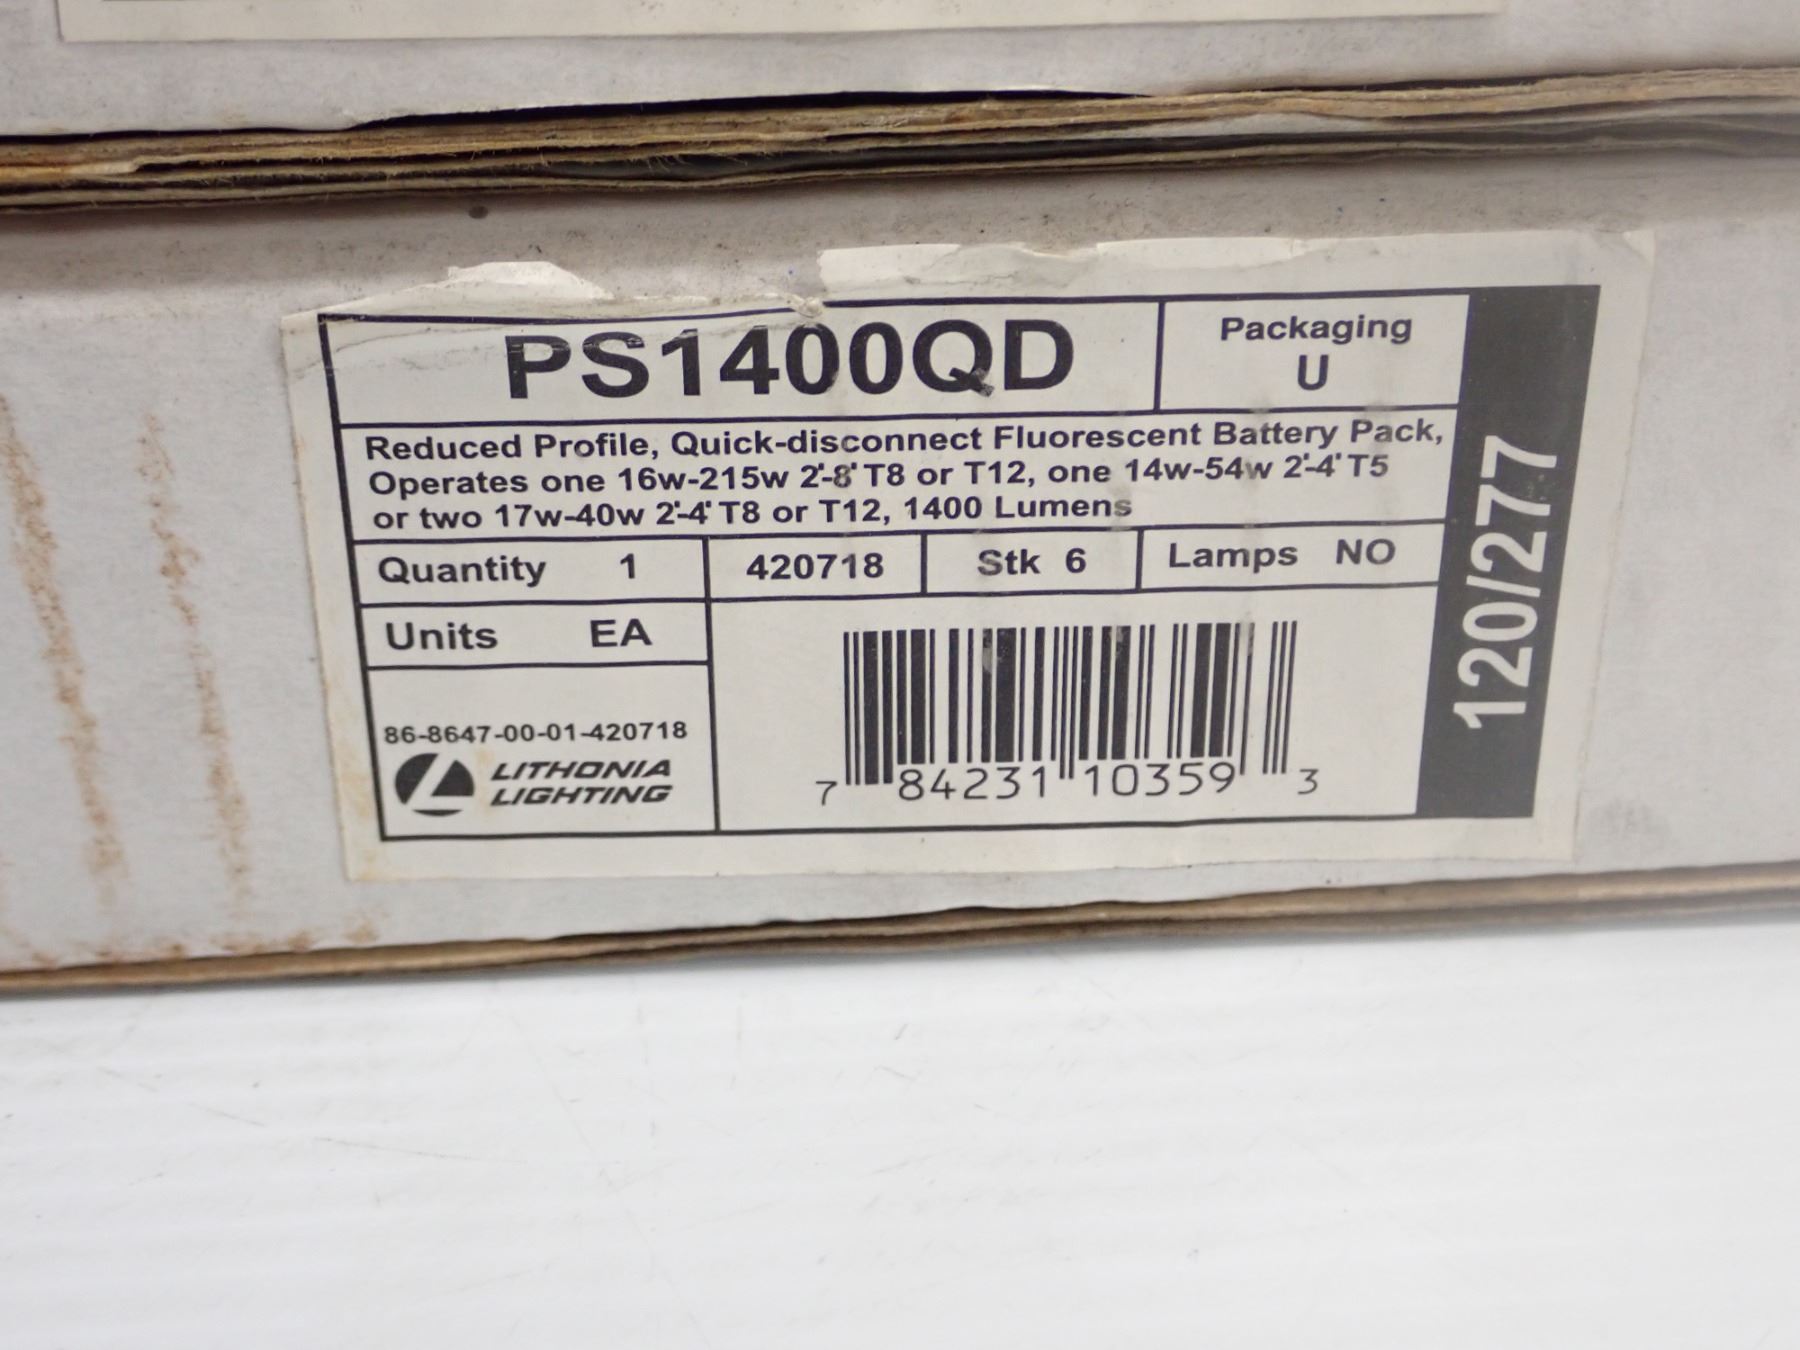 PS1400QD
Packaging
U
Reduced Profile, Quick-disconnect Fluorescent Battery Pack,
Operates one 16w-215w 2'-8' T8 or T12, one 14w-54w 2'-4' T5
or two 17w-40w 2'-4' T8 or T12, 1400 Lumens
Quantity 1
420718
Stk 6
Lamps NO
Units EA
86-8647-00-01-420718
LITHONIA
LIGHTING
7 84231 10359 3
120/277